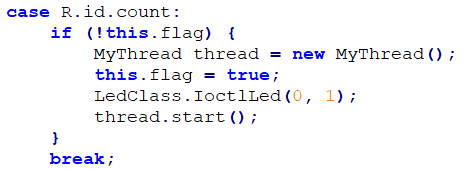 case R.id.count:
    if (!this.flag) {
        MyThread thread = new MyThread();
        this.flag = true;
        LedClass.IoctlLed(0, 1);
        thread.start();
    }
    break;